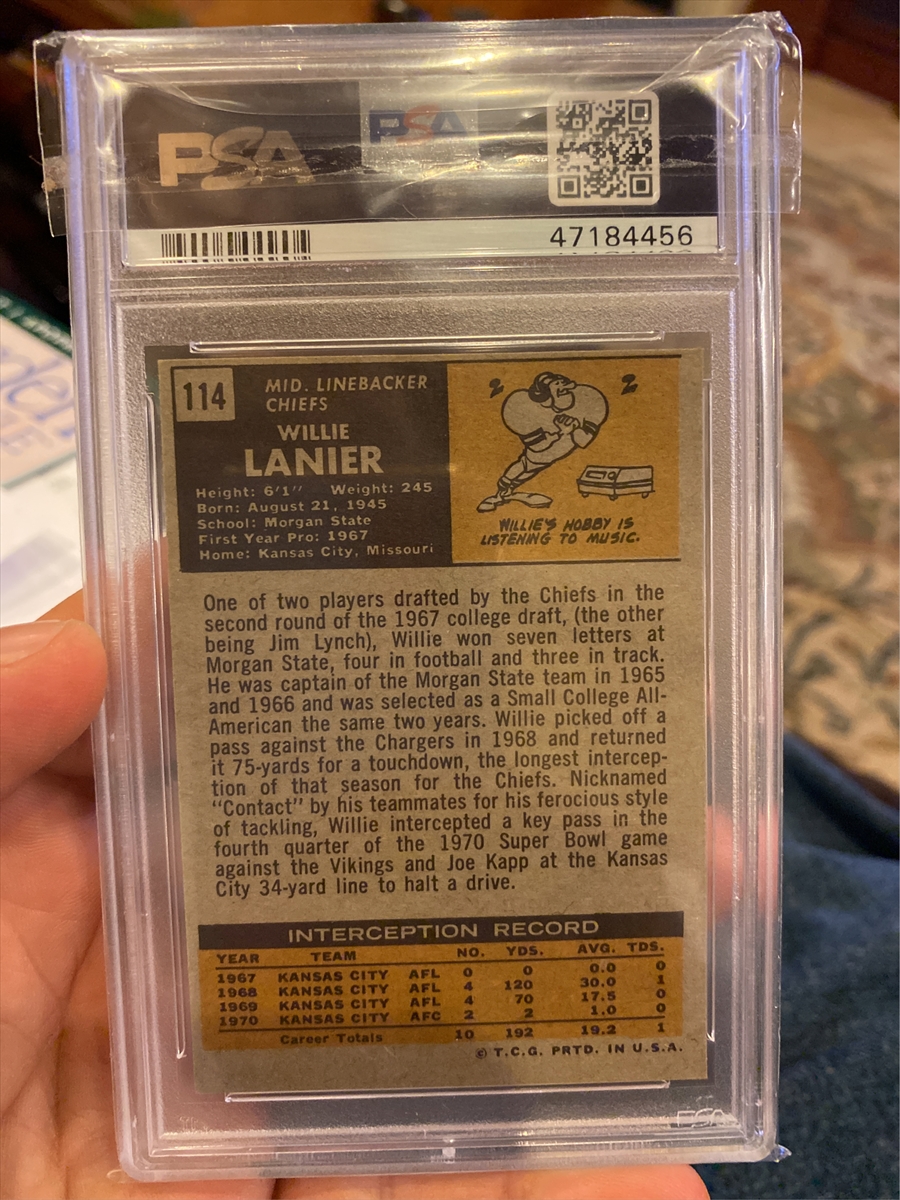 PSA
PSA
47184456
114
MID. LINEBACKER
CHIEFS
WILLIE
LANIER
Height: 6'1" Weight: 245
Born: August 21, 1945
School: Morgan State
First Year Pro: 1967
Home: Kansas City, Missouri
WILLIE'S HOBBY IS
LISTENING TO MUSIC.
One of two players drafted by the Chiefs in the
second round of the 1967 college draft, (the other
being Jim Lynch), Willie won seven letters at
Morgan State, four in football and three in track.
He was captain of the Morgan State team in 1965
and 1966 and was selected as a Small College All-
American the same two years. Willie picked off a
pass against the Chargers in 1968 and returned
it 75-yards for a touchdown, the longest intercep-
tion of that season for the Chiefs. Nicknamed
"Contact" by his teammates for his ferocious style
of tackling, Willie intercepted a key pass in the
fourth quarter of the 1970 Super Bowl game
against the Vikings and Joe Kapp at the Kansas
City 34-yard line to halt a drive.
INTERCEPTION RECORD
YEAR TEAM NO. YDS. AVG. TDS.
1967 KANSAS CITY AFL 0 0 0.0 0
1968 KANSAS CITY AFL 4 120 30.0 1
1969 KANSAS CITY AFL 4 70 17.5 0
1970 KANSAS CITY AFC 2 2 1.0 0
Career Totals 10 192 19.2 1
© T.C.G. PRTD. IN U.S.A.
PSA